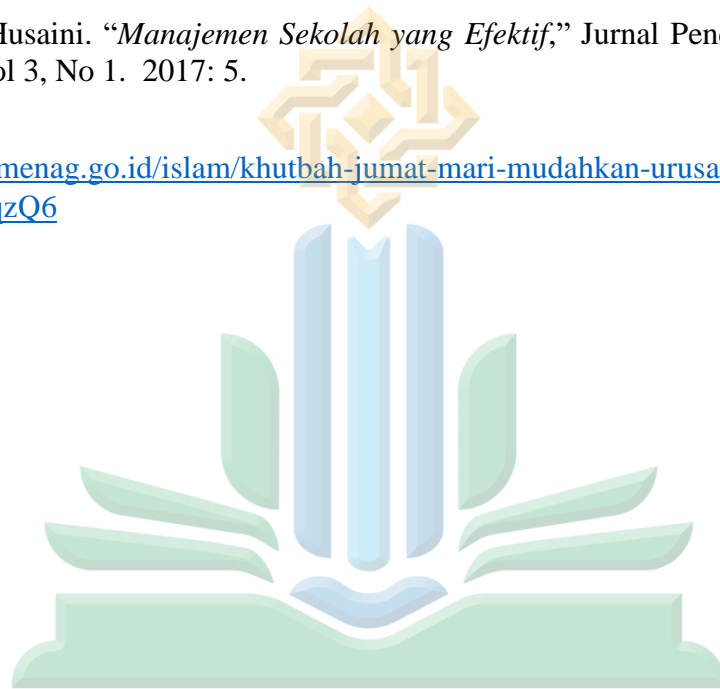 Husaini. “Manajemen Sekolah yang Efektif,” Jurnal Pen
ol 3, No 1. 2017: 5.
menag.go.id/islam/khutbah-jumat-mari-mudahkan-urusa
qzQ6